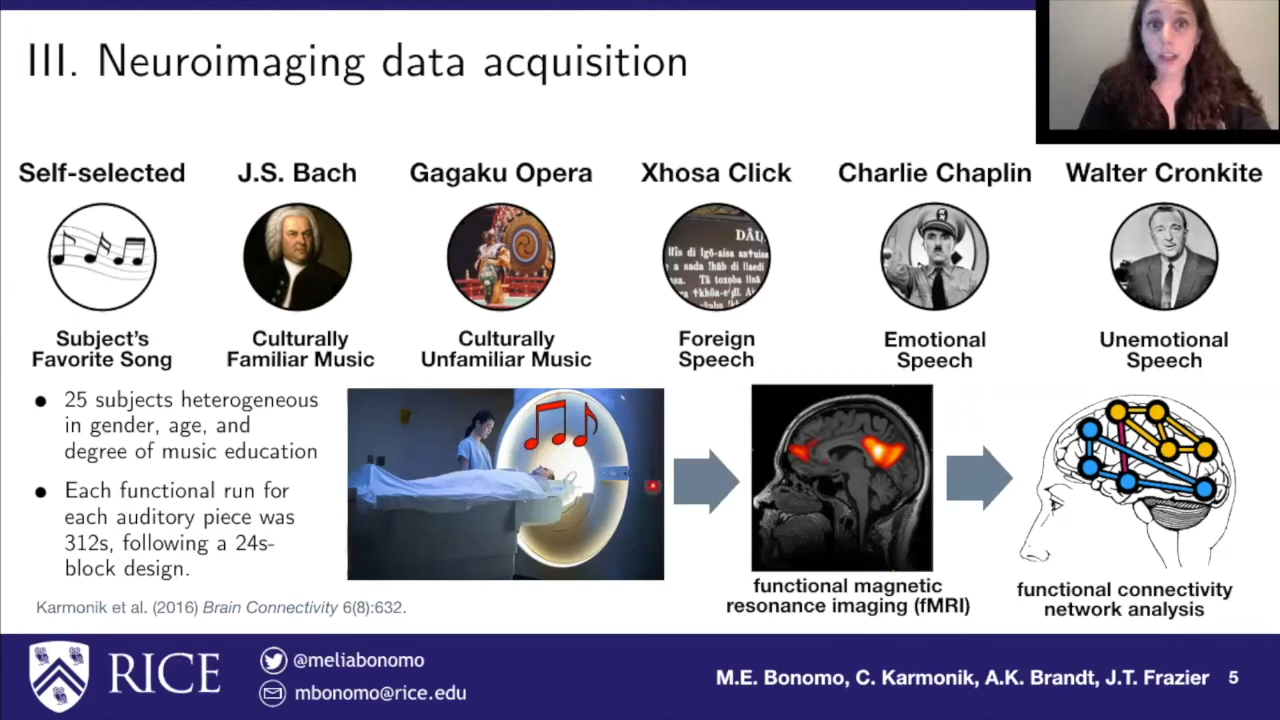 III. Neuroimaging data acquisition
Self-selected
J.S. Bach
Gagaku Opera
Xhosa Click
Charlie Chaplin
Walter Cronkite
DÂU
a sada
di
Subject's
Favorite Song
Culturally
Familiar Music
Culturally
Unfamiliar Music
Foreign
Speech
Emotional
Speech
Unemotional
Speech
● 25 subjects heterogeneous
in gender, age, and
degree of music education
● Each functional run for
each auditory piece was
312s, following a 24s-
block design.
Karmonik et al. (2016) Brain Connectivity 6(8):632.
functional magnetic
resonance imaging (fMRI)
functional connectivity
network analysis
RICE
@meliabonomo
mbonomo@rice.edu
M.E. Bonomo, C. Karmonik, A.K. Brandt, J.T. Frazier 5